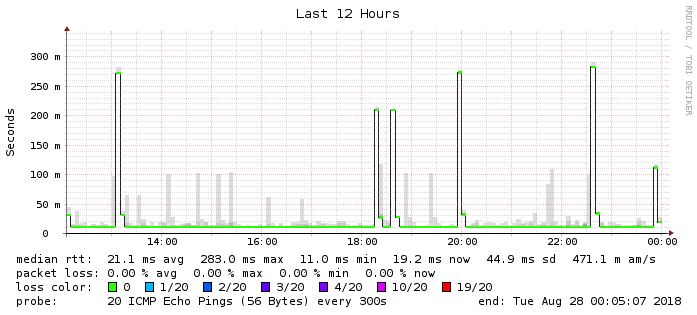 Last 12 Hours
RRDTOOL / TOBI OETIKER
Seconds
300 m
250 m
200 m
150 m
100 m
50 m
0
14:00 16:00 18:00 20:00 22:00 00:00
median rtt: 21.1 ms avg 283.0 ms max 11.0 ms min 19.2 ms now 44.9 ms sd 471.1 m am/s
packet loss: 0.00 % avg 0.00 % max 0.00 % min 0.00 % now
loss color: 0 1/20 2/20 3/20 4/20 10/20 19/20
probe: 20 ICMP Echo Pings (56 Bytes) every 300s end: Tue Aug 28 00:05:07 2018